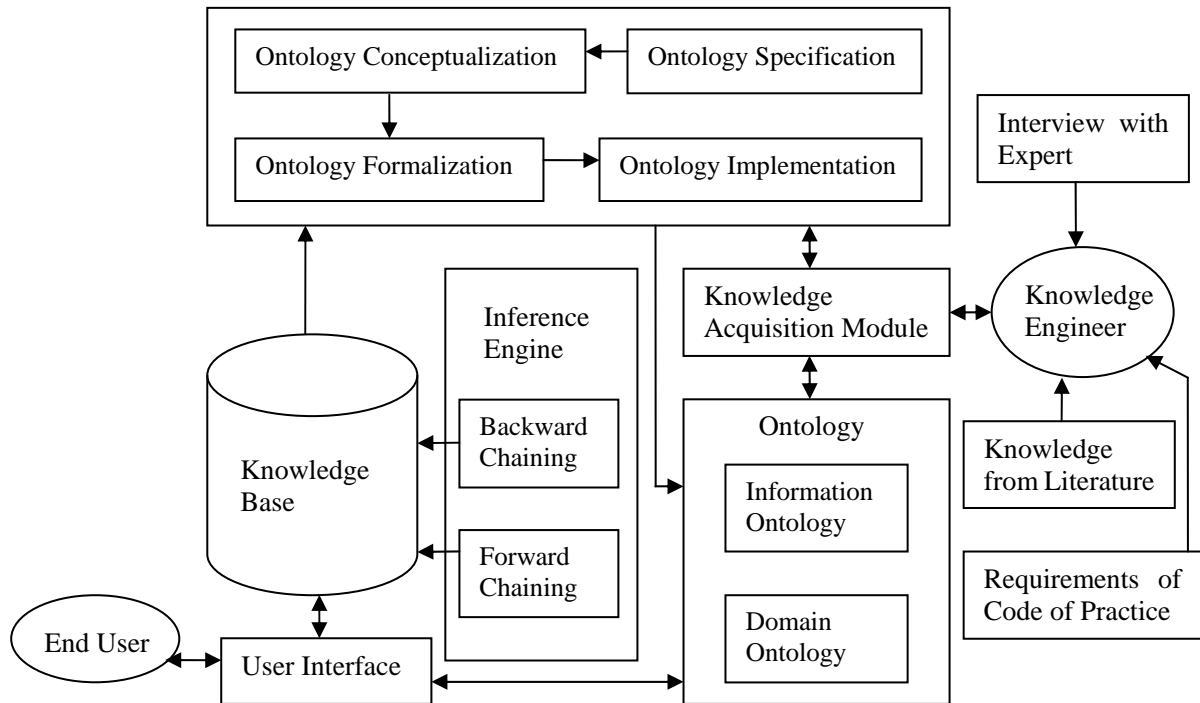 Ontology Conceptualization
Ontology Specification
Ontology Formalization
Ontology Implementation
Interview with
Expert
Inference
Engine
Knowledge
Acquisition Module
Knowledge
Engineer
Backward
Chaining
Ontology
Knowledge
Base
Information
Ontology
Knowledge
from Literature
Forward
Chaining
Requirements of
Code of Practice
Domain
Ontology
End User
User Interface